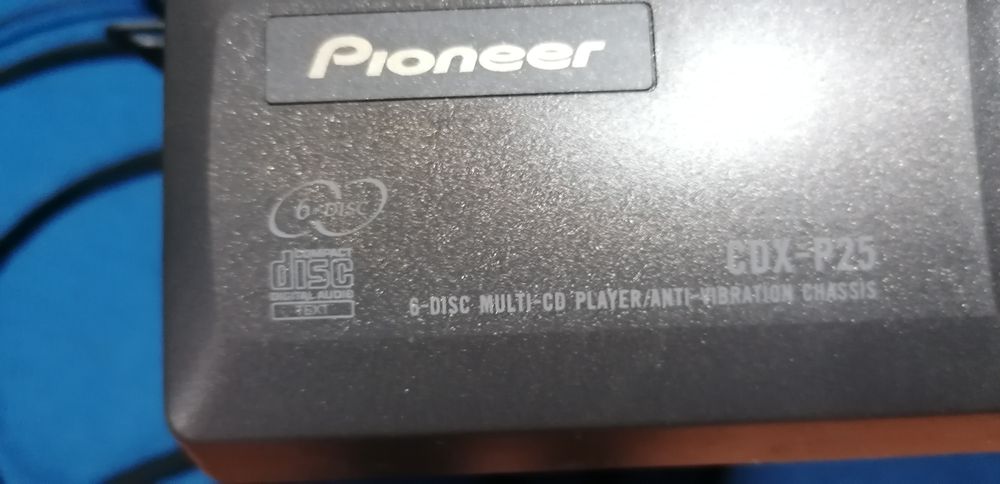 Pioneer
6-DISC
COMPACT
disc
DIGITAL AUDIO
TEXT
CDX-P25
6-DISC MULTI-CD PLAYER/ANTI-VIBRATION CHASSIS